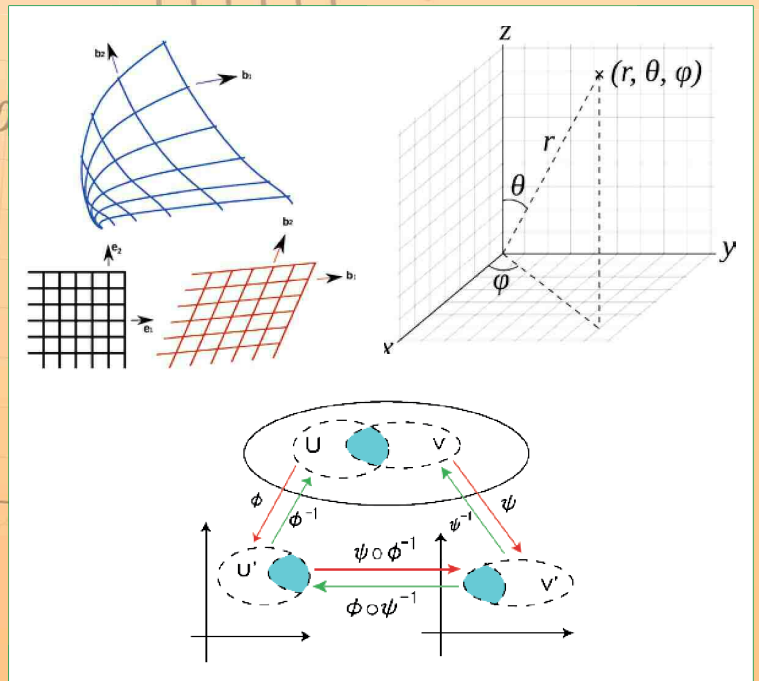 b₂
b₁
z
(r, θ, φ)
r
θ
y
φ
x
b₂
e₂
b₁
e₁
U
V
ϕ
ϕ⁻¹
ψ⁻¹
ψ
U'
ψ o ϕ⁻¹
V'
ϕ o ψ⁻¹